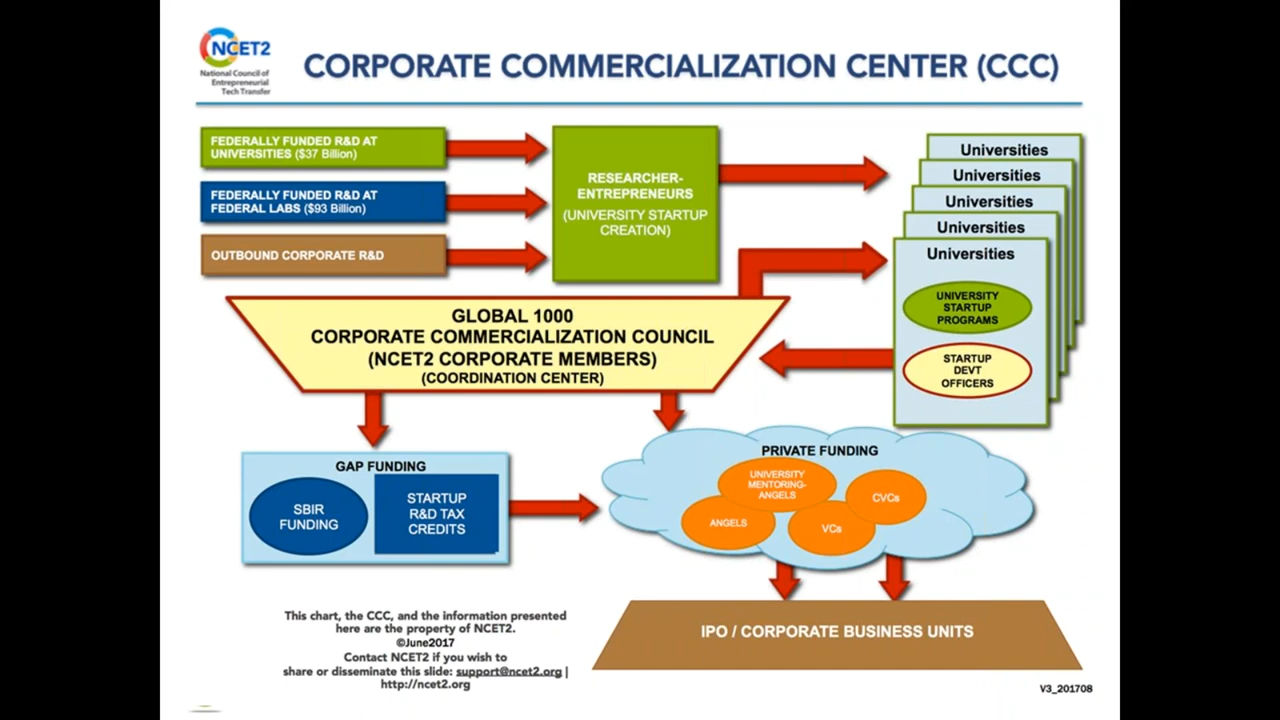 NCET2
National Council of
Entrepreneurial
Tech Transfer
CORPORATE COMMERCIALIZATION CENTER (CCC)
FEDERALLY FUNDED R&D AT
UNIVERSITIES ($37 Billion)
FEDERALLY FUNDED R&D AT
FEDERAL LABS ($93 Billion)
OUTBOUND CORPORATE R&D
RESEARCHER-
ENTREPRENEURS
(UNIVERSITY STARTUP
CREATION)
Universities
Universities
Universities
Universities
Universities
UNIVERSITY
STARTUP
PROGRAMS
STARTUP
DEVT
OFFICERS
GLOBAL 1000
CORPORATE COMMERCIALIZATION COUNCIL
(NCET2 CORPORATE MEMBERS)
(COORDINATION CENTER)
GAP FUNDING
SBIR
FUNDING
STARTUP
R&D TAX
CREDITS
PRIVATE FUNDING
UNIVERSITY
MENTORING-
ANGELS
CVCs
ANGELS
VCs
IPO / CORPORATE BUSINESS UNITS
This chart, the CCC, and the information presented
here are the property of NCET2.
©June2017
Contact NCET2 if you wish to
share or disseminate this slide: support@ncet2.org |
http://ncet2.org
V3_201708